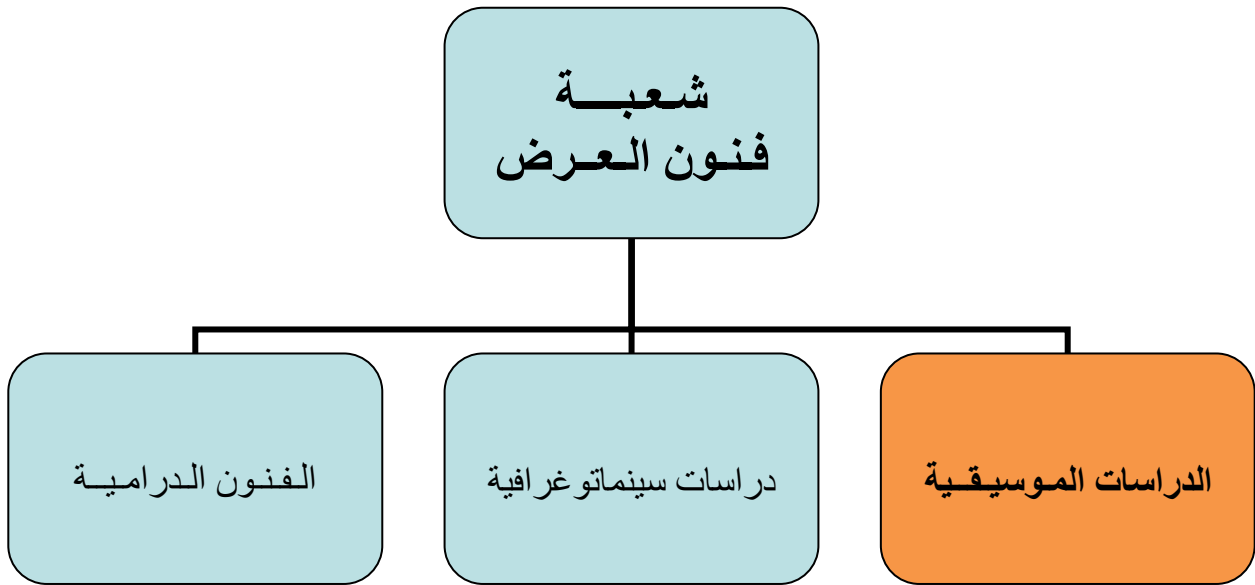 شعبة
فنون العرض
الدراسات الموسيقية
دراسات سينماتوغرافية
الفنون الدرامية